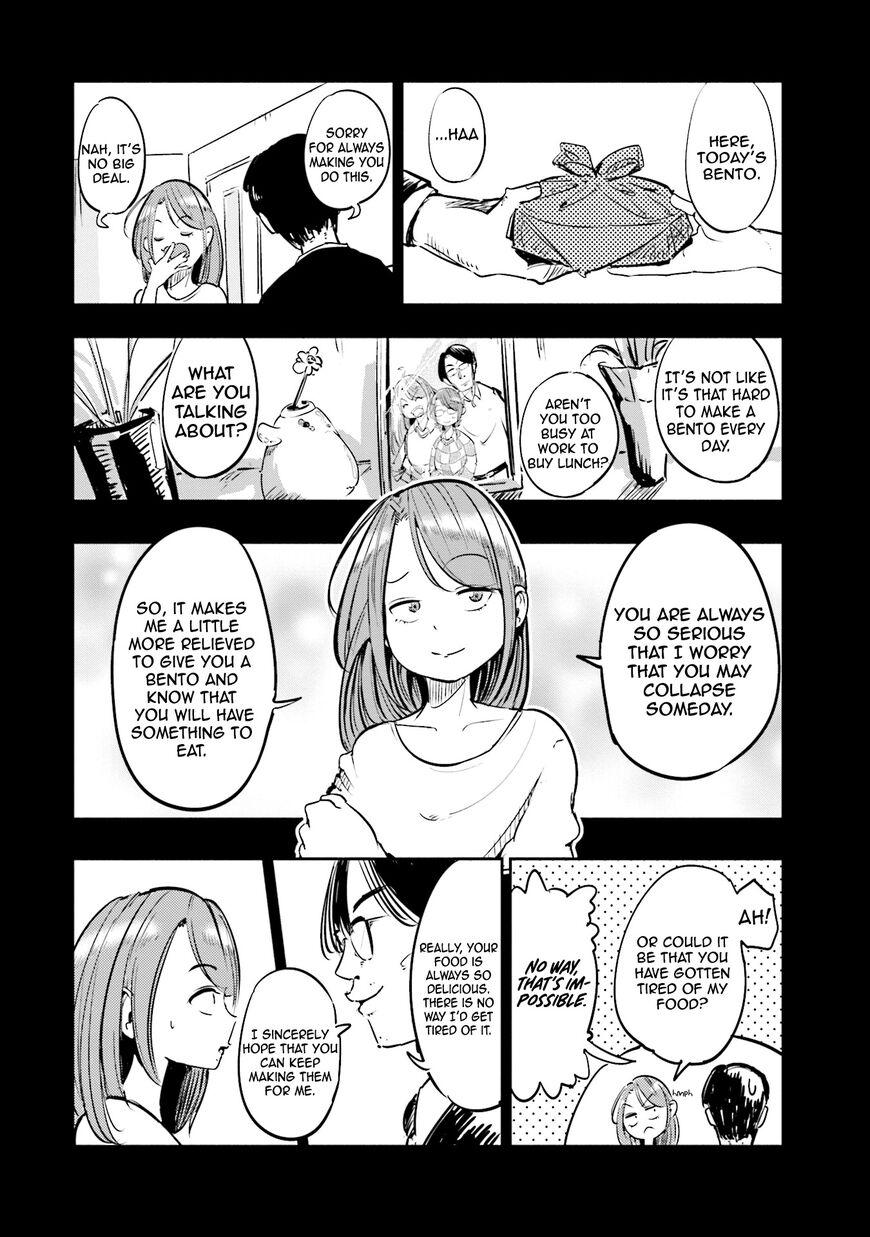 HERE,
TODAY'S
BENTO.
...HAA
SORRY
FOR ALWAYS
MAKING YOU
DO THIS.
NAH, IT'S
NO BIG
DEAL.
IT'S NOT LIKE
IT'S THAT HARD
TO MAKE A
BENTO EVERY
DAY.
AREN'T
YOU TOO
BUSY AT
WORK TO
BUY LUNCH?
WHAT
ARE YOU
TALKING
ABOUT?
YOU ARE ALWAYS
SO SERIOUS
THAT I WORRY
THAT YOU MAY
COLLAPSE
SOMEDAY.
SO, IT MAKES
ME A LITTLE
MORE RELIEVED
TO GIVE YOU A
BENTO AND
KNOW THAT
YOU WILL HAVE
SOMETHING TO
EAT.
AH!
OR COULD IT
BE THAT YOU
HAVE GOTTEN
TIRED OF MY
FOOD?
hmph
NO WAY,
THAT'S IM-
POSSIBLE.
REALLY, YOUR
FOOD IS
ALWAYS SO
DELICIOUS.
THERE IS NO
WAY I'D GET
TIRED OF IT.
I SINCERELY
HOPE THAT YOU
CAN KEEP
MAKING THEM
FOR ME.